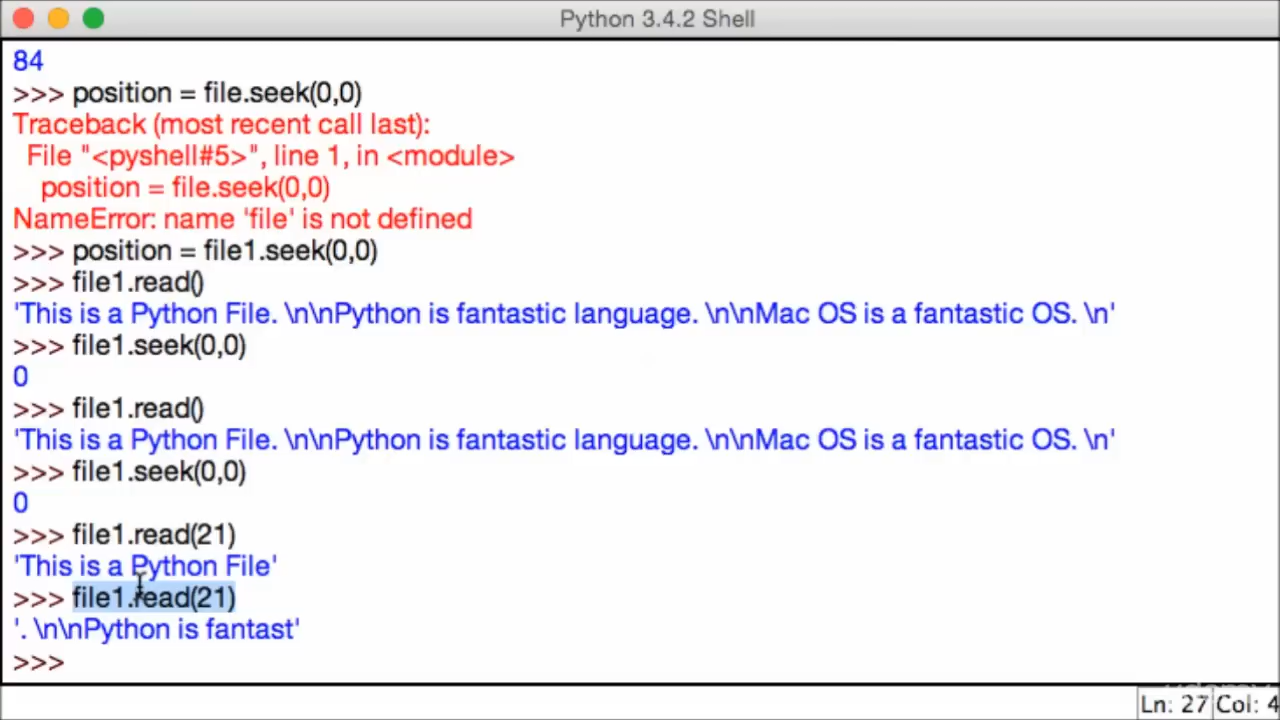 Python 3.4.2 Shell
84
>>> position = file.seek(0,0)
Traceback (most recent call last):
  File "<pyshell#5>", line 1, in <module>
    position = file.seek(0,0)
NameError: name 'file' is not defined
>>> position = file1.seek(0,0)
>>> file1.read()
'This is a Python File. \n\nPython is fantastic language. \n\nMac OS is a fantastic OS. \n'
>>> file1.seek(0,0)
0
>>> file1.read()
'This is a Python File. \n\nPython is fantastic language. \n\nMac OS is a fantastic OS. \n'
>>> file1.seek(0,0)
0
>>> file1.read(21)
'This is a Python File'
>>> file1.read(21)
'. \n\nPython is fantast'
>>>
Ln: 27 Col: 4